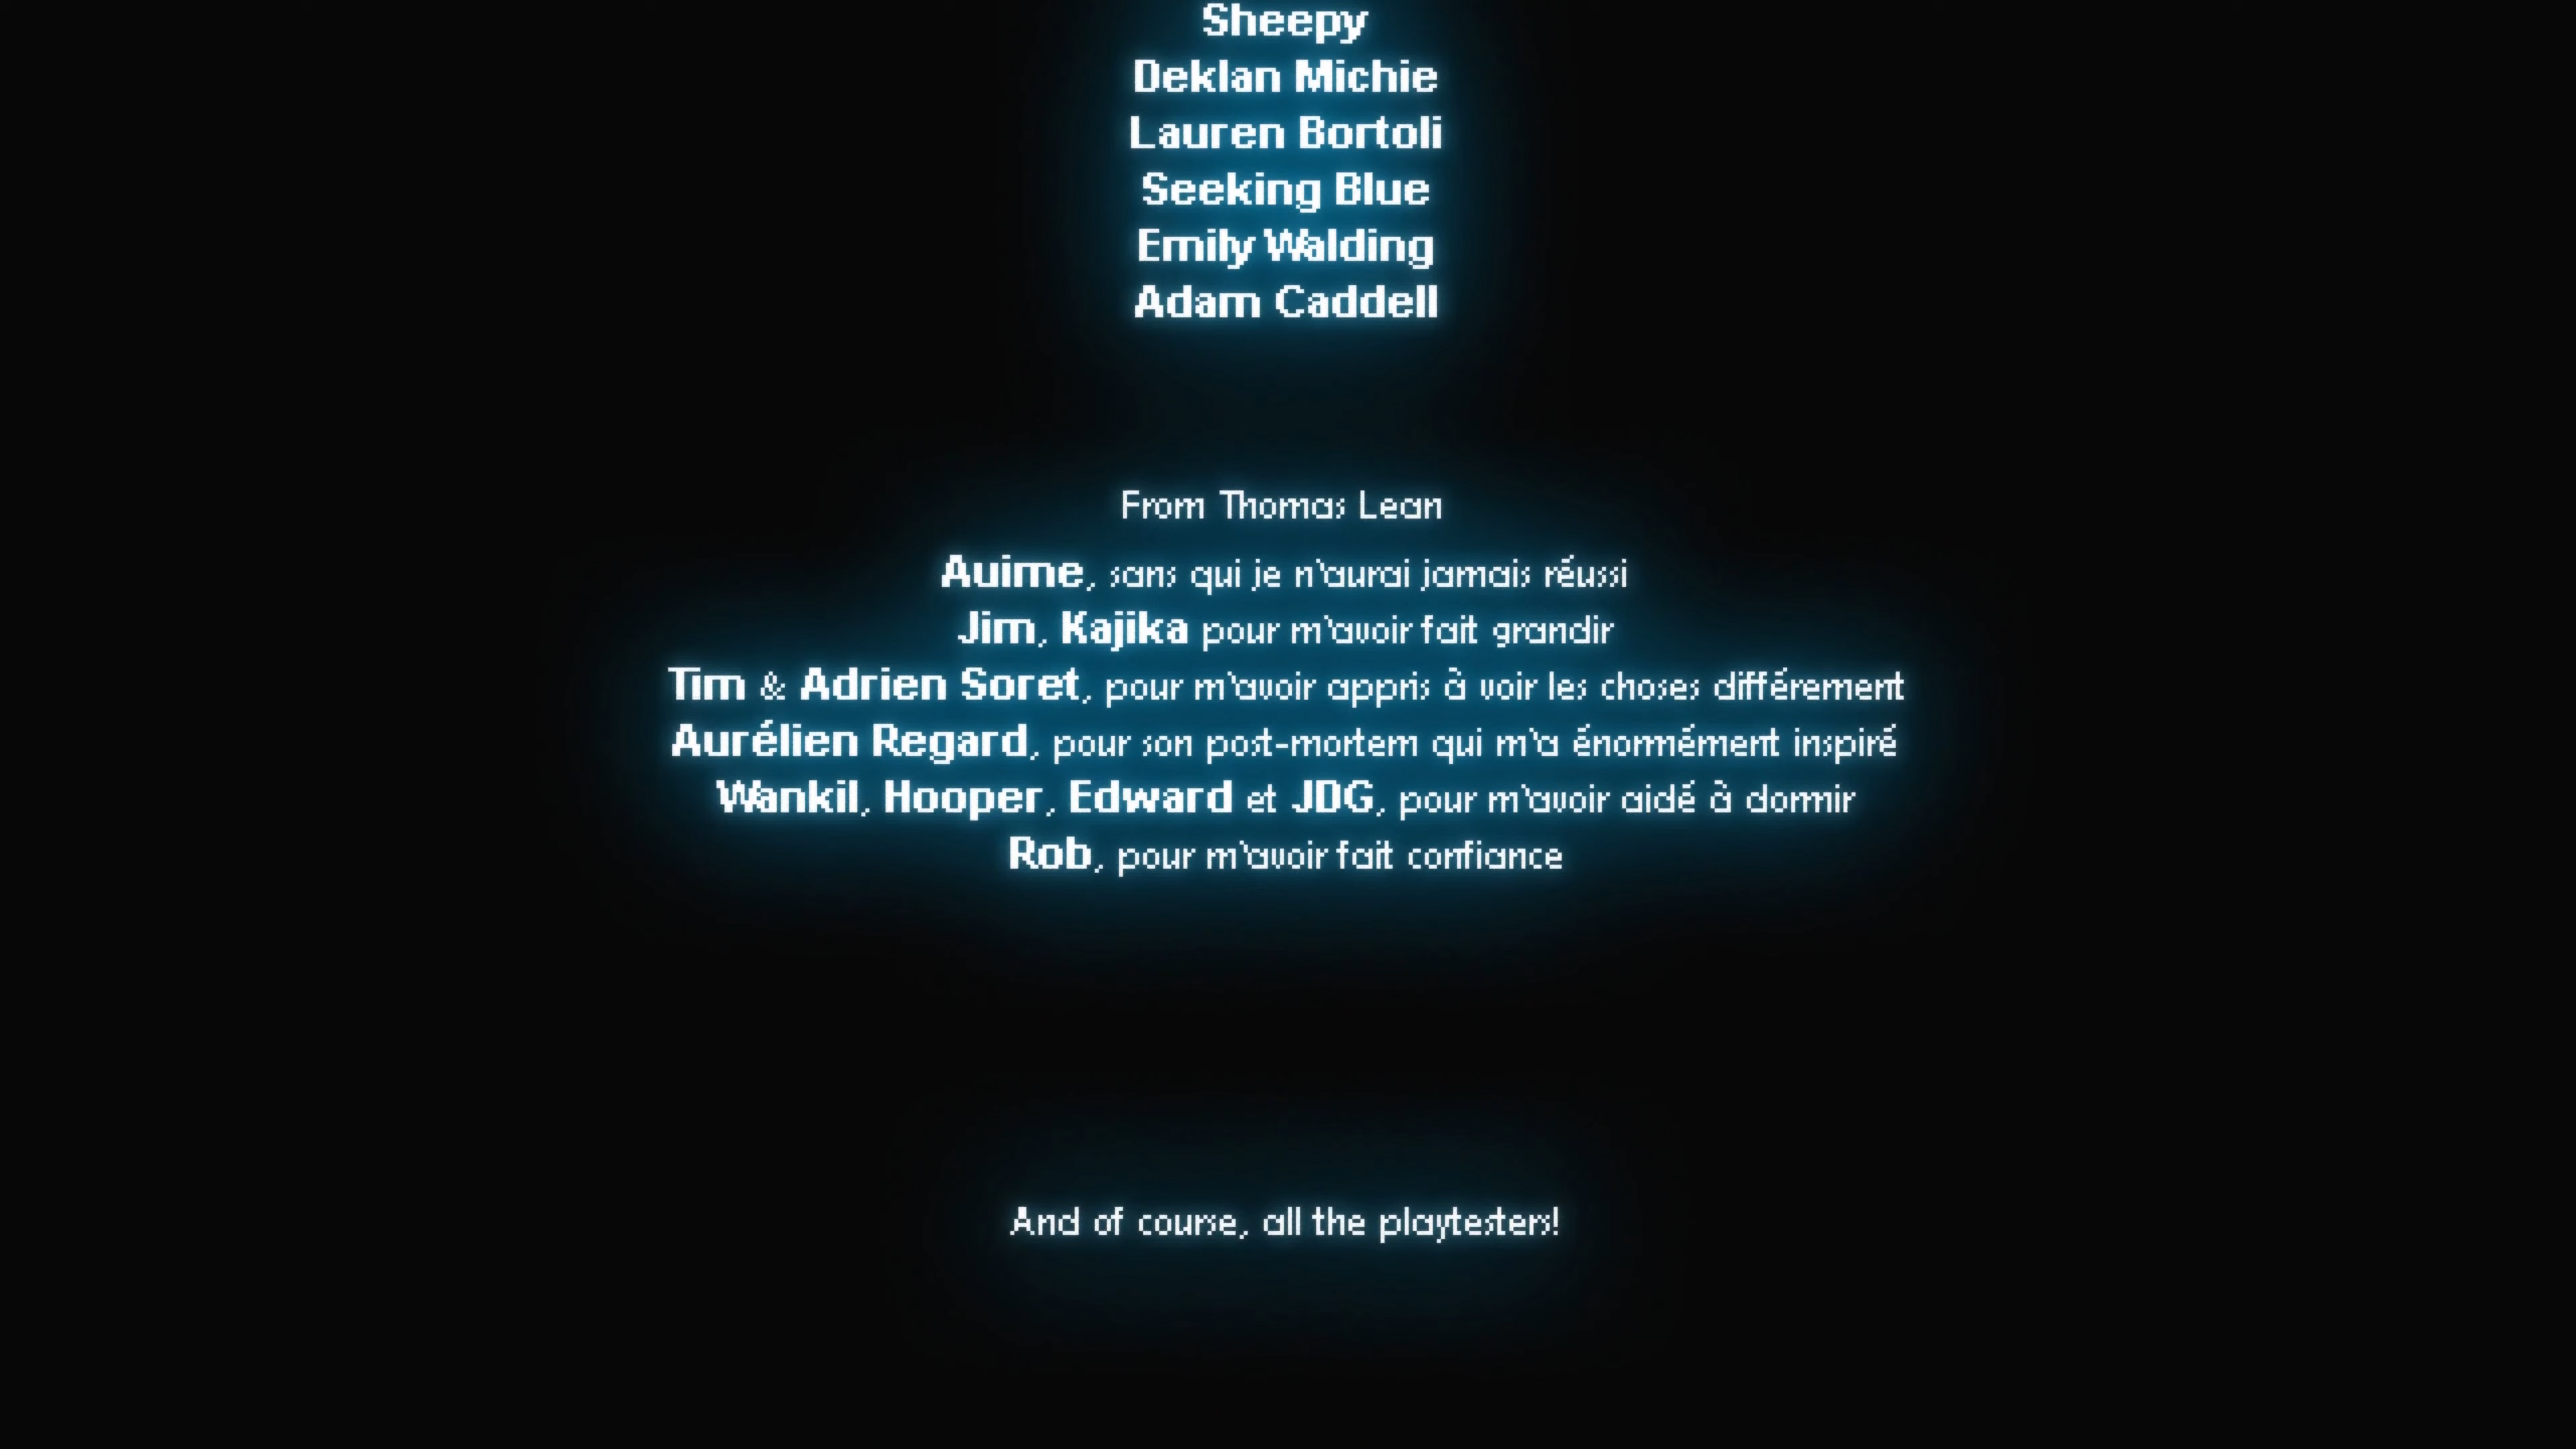 Sheepy
Deklan Michie
Lauren Bortoli
Seeking Blue
Emily Walding
Adam Caddell
From Thomas Lean
Auime, sans qui je n'aurai jamais réussi
Jim, Kajika pour m'avoir fait grandir
Tim & Adrien Soret, pour m'avoir appris à voir les choses différement
Aurélien Regard, pour son post-mortem qui m'a énormément inspiré
Wankil, Hooper, Edward et JDG, pour m'avoir aidé à dormir
Rob, pour m'avoir fait confiance
And of course, all the playtesters!